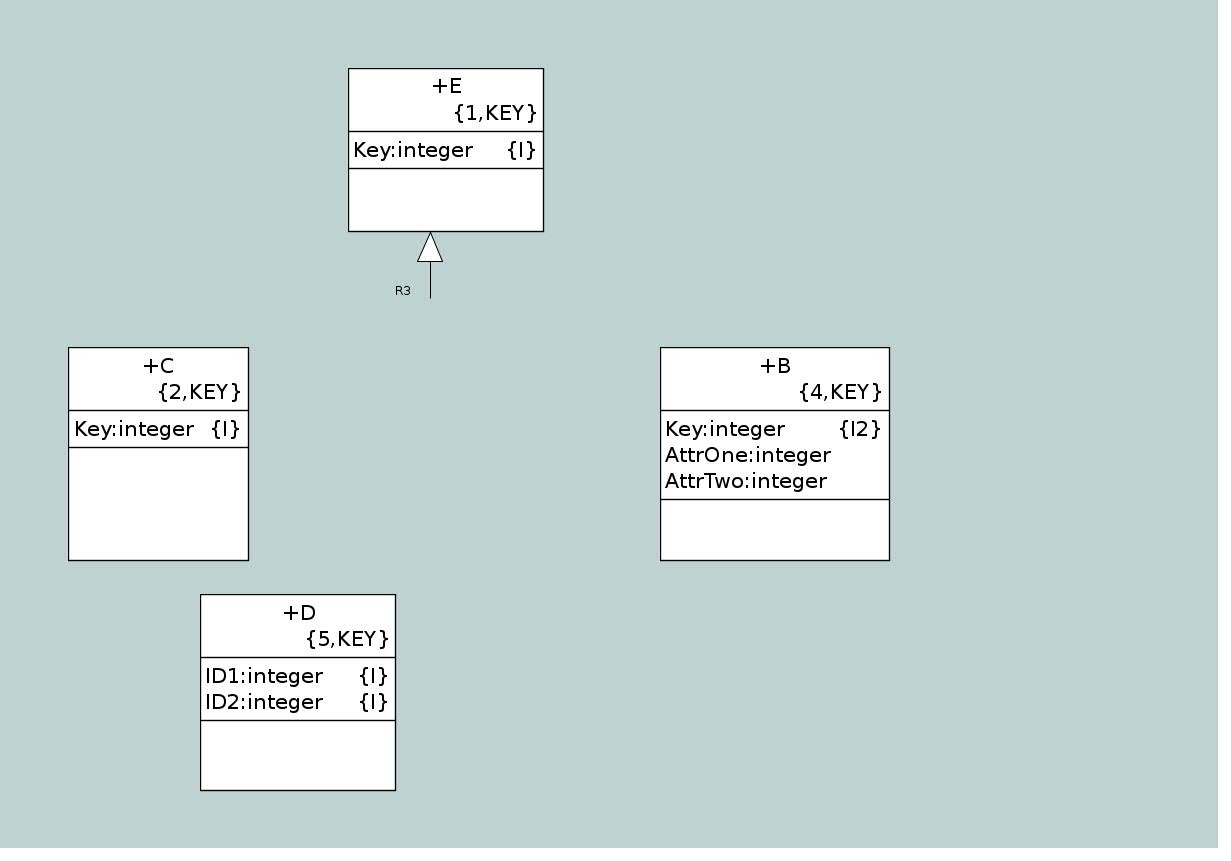 +E
{1,KEY}
Key:integer {I}
R3
+C
{2,KEY}
Key:integer {I}
+B
{4,KEY}
Key:integer {I2}
AttrOne:integer
AttrTwo:integer
+D
{5,KEY}
ID1:integer {I}
ID2:integer {I}